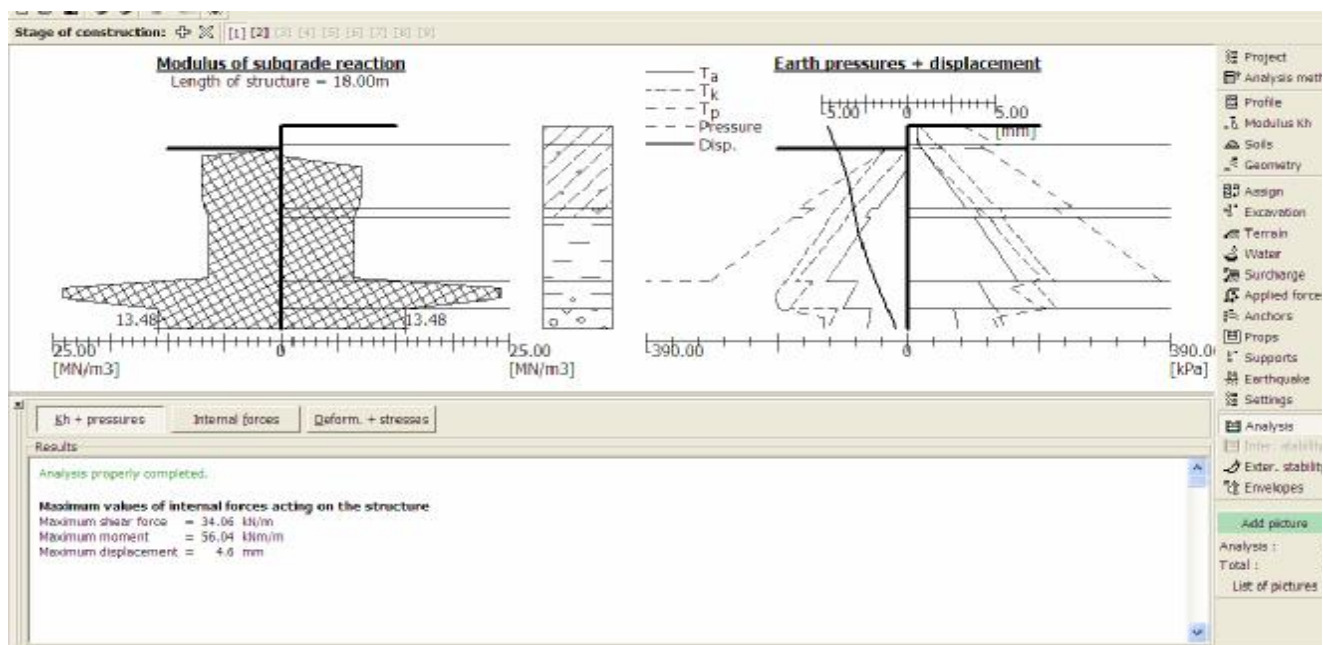 Stage of construction: [1] [2] [3] [4] [5] [6] [7] [8] [9]
Modulus of subgrade reaction
Length of structure = 18.00m
13.48
13.48
25.00
0
25.00
[MN/m3]
[MN/m3]
Ta
Tk
Tp
Pressure
Disp.
Earth pressures + displacement
-5.00
0
5.00
[mm]
-390.00
0
390.0
[kPa]
Project
Analysis meth
Profile
Modulus Kh
Soils
Geometry
Assign
Excavation
Terrain
Water
Surcharge
Applied force
Anchors
Props
Supports
Earthquake
Settings
Analysis
Inter. stability
Exter. stability
Envelopes
Add picture
Analysis :
Total :
List of pictures
Kh + pressures
Internal forces
Deform. + stresses
Results
Analysis properly completed.
Maximum values of internal forces acting on the structure
Maximum shear force = 34.06 kN/m
Maximum moment = 56.04 kNm/m
Maximum displacement = 4.6 mm